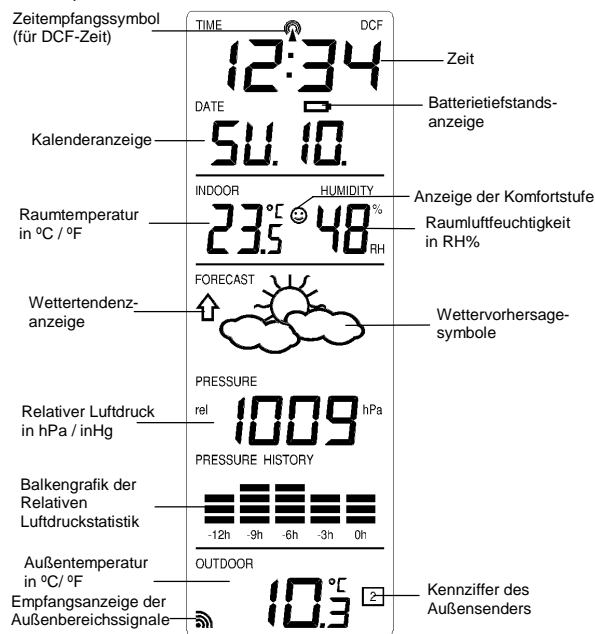 Zeitempfangssymbol
(für DCF-Zeit)
TIME
DCF
12:34
Zeit
DATE
Batterietiefstands-
anzeige
Kalenderanzeige
SU. 10.
INDOOR
HUMIDITY
Anzeige der Komfortstufe
Raumtemperatur
in ºC / ºF
23.5 °C
48 %
RH
Raumluftfeuchtigkeit
in RH%
FORECAST
Wettertendenz-
anzeige
Wettervorhersage-
symbole
PRESSURE
Relativer Luftdruck
in hPa / inHg
rel
1009
hPa
PRESSURE HISTORY
Balkengrafik der
Relativen
Luftdruckstatistik
-12h -9h -6h -3h 0h
OUTDOOR
Außentemperatur
in ºC/ ºF
10.3 °C
2
Kennziffer des
Außensenders
Empfangsanzeige der
Außenbereichssignale